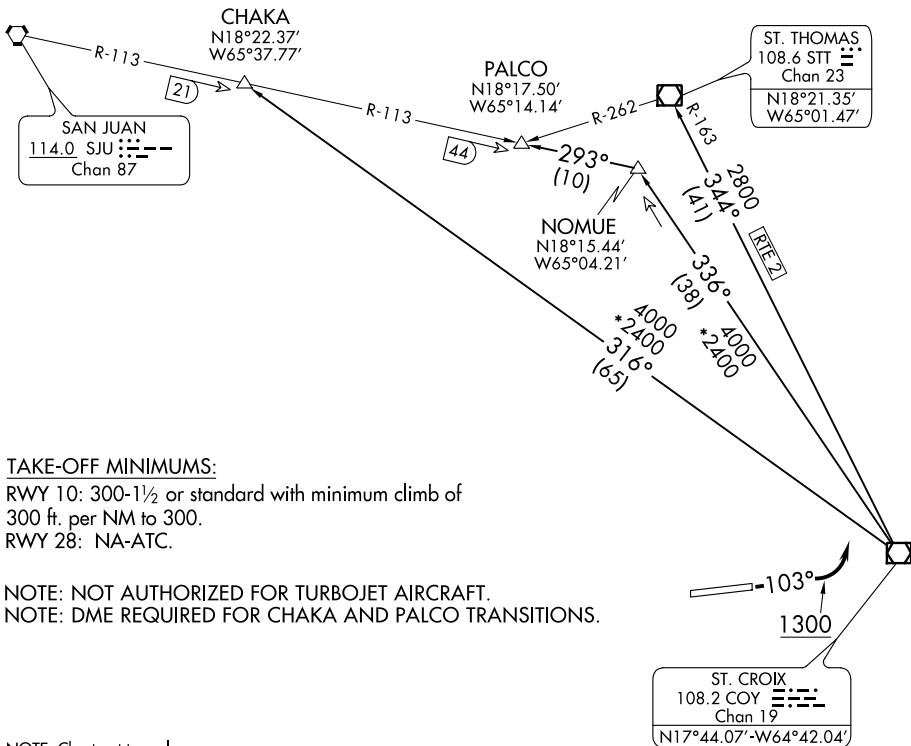 CHAKA
N18°22.37′
W65°37.77′
R-113
21
SAN JUAN
114.0 SJU
Chan 87
PALCO
N18°17.50′
W65°14.14′
R-113
44
R-262
ST. THOMAS
108.6 STT
Chan 23
N18°21.35′
W65°01.47′
R-163
293°
(10)
NOMUE
N18°15.44′
W65°04.21′
2800
344°
(41)
RTE 2
336°
(38)
4000
*2400
4000
*2400
316°
(65)
TAKE-OFF MINIMUMS:
RWY 10: 300-1½ or standard with minimum climb of
300 ft. per NM to 300.
RWY 28: NA-ATC.
NOTE: NOT AUTHORIZED FOR TURBOJET AIRCRAFT.
NOTE: DME REQUIRED FOR CHAKA AND PALCO TRANSITIONS.
103°
1300
ST. CROIX
108.2 COY
Chan 19
N17°44.07′-W64°42.04′